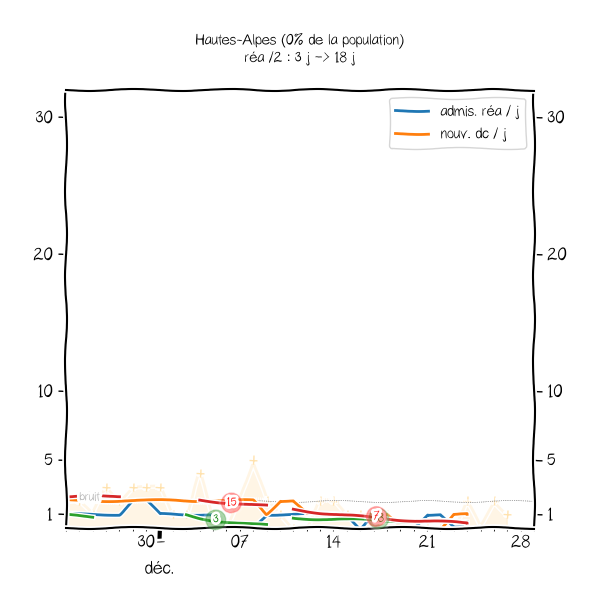 Hautes-Alpes (0% de la population)
réa /2 : 3 j -> 18 j
admis. réa / j
nouv. dc / j
30 30
20 20
10 10
5 5
1 1
bruit
15
3
30 07 14 21 28
déc.